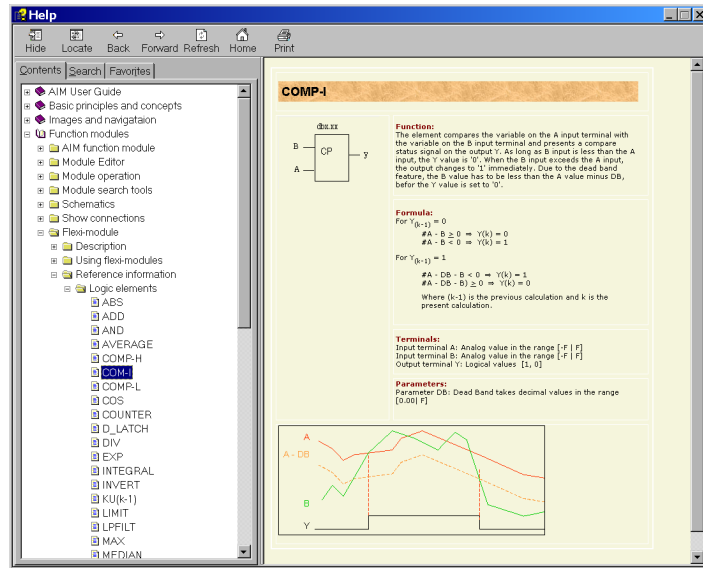 Help
Hide Locate Back Forward Refresh Home Print
Contents Search Favorites
AIM User Guide
Basic principles and concepts
Images and navigataion
Function modules
AIM function module
Module Editor
Module operation
Module search tools
Schematics
Show connections
Flexi-module
Description
Using flexi-modules
Reference information
Logic elements
ABS
ADD
AND
AVERAGE
COMP-H
COM-I
COMP-L
COS
COUNTER
D_LATCH
DIV
EXP
INTEGRAL
INVERT
KU(k-1)
LIMIT
LPFILT
MAX
MEDIAN
COMP-I
dbx.xx
B
CP
y
A
Function:
The element compares the variable on the A input terminal with
the variable on the B input terminal and presents a compare
status signal on the output Y. As long as B input is less than the A
input, the Y value is '0'. When the B input exceeds the A input,
the output changes to '1' immediately. Due to the dead band
feature, the B value has to be less than the A value minus DB,
befor the Y value is set to '0'.
Formula:
For Y(k-1) = 0
#A - B ≥ 0 ⇒ Y(k) = 0
#A - B < 0 ⇒ Y(k) = 1
For Y(k-1) = 1
#A - DB - B < 0 ⇒ Y(k) = 1
#A - DB - B) ≥ 0 ⇒ Y(k) = 0
Where (k-1) is the previous calculation and k is the
present calculation.
Terminals:
Input terminal A: Analog value in the range [-F | F]
Input terminal B: Analog value in the range [-F | F]
Output terminal Y: Logical values [1, 0]
Parameters:
Parameter DB: Dead Band takes decimal values in the range
[0.00| F]
A
A - DB
B
Y